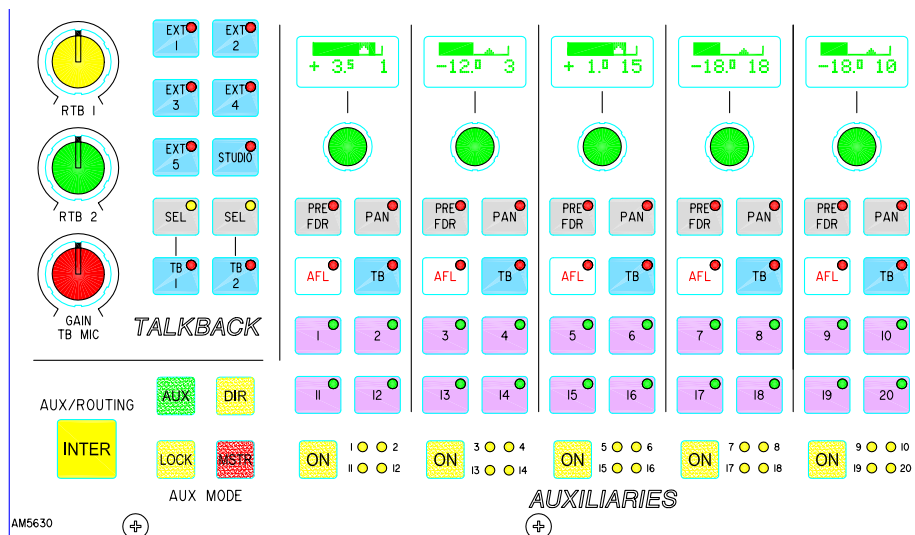 RTB 1
RTB 2
GAIN
TB MIC
EXT
1
EXT
2
EXT
3
EXT
4
EXT
5
STUDIO
SEL
SEL
TB
1
TB
2
TALKBACK
+ 3.5 1
-12.0 3
+ 1.0 15
-18.0 18
-18.0 10
PRE
FDR
PAN
PRE
FDR
PAN
PRE
FDR
PAN
PRE
FDR
PAN
PRE
FDR
PAN
AFL TB AFL TB AFL TB AFL TB AFL TB
1 2 3 4 5 6 7 8 9 10
11 12 13 14 15 16 17 18 19 20
AUX/ROUTING
INTER
AUX DIR
LOCK MSTR
AUX MODE
ON 1 2
11 12
ON 3 4
13 14
ON 5 6
15 16
ON 7 8
17 18
ON 9 10
19 20
AUXILIARIES
AM5630